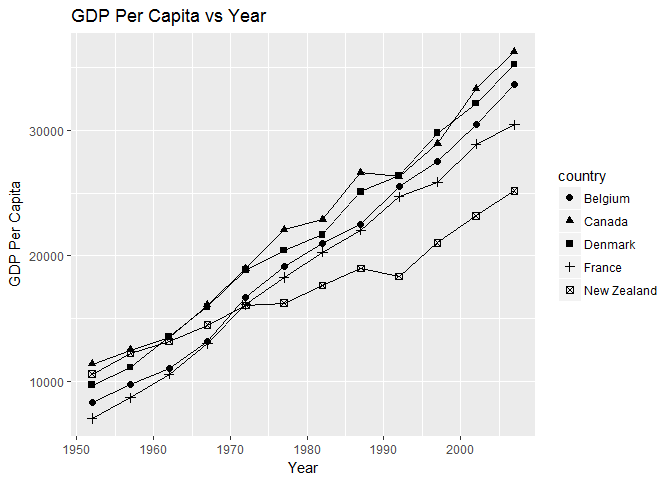 GDP Per Capita vs Year
GDP Per Capita
30000
20000
10000
1950 1960 1970 1980 1990 2000
Year
country
Belgium
Canada
Denmark
France
New Zealand